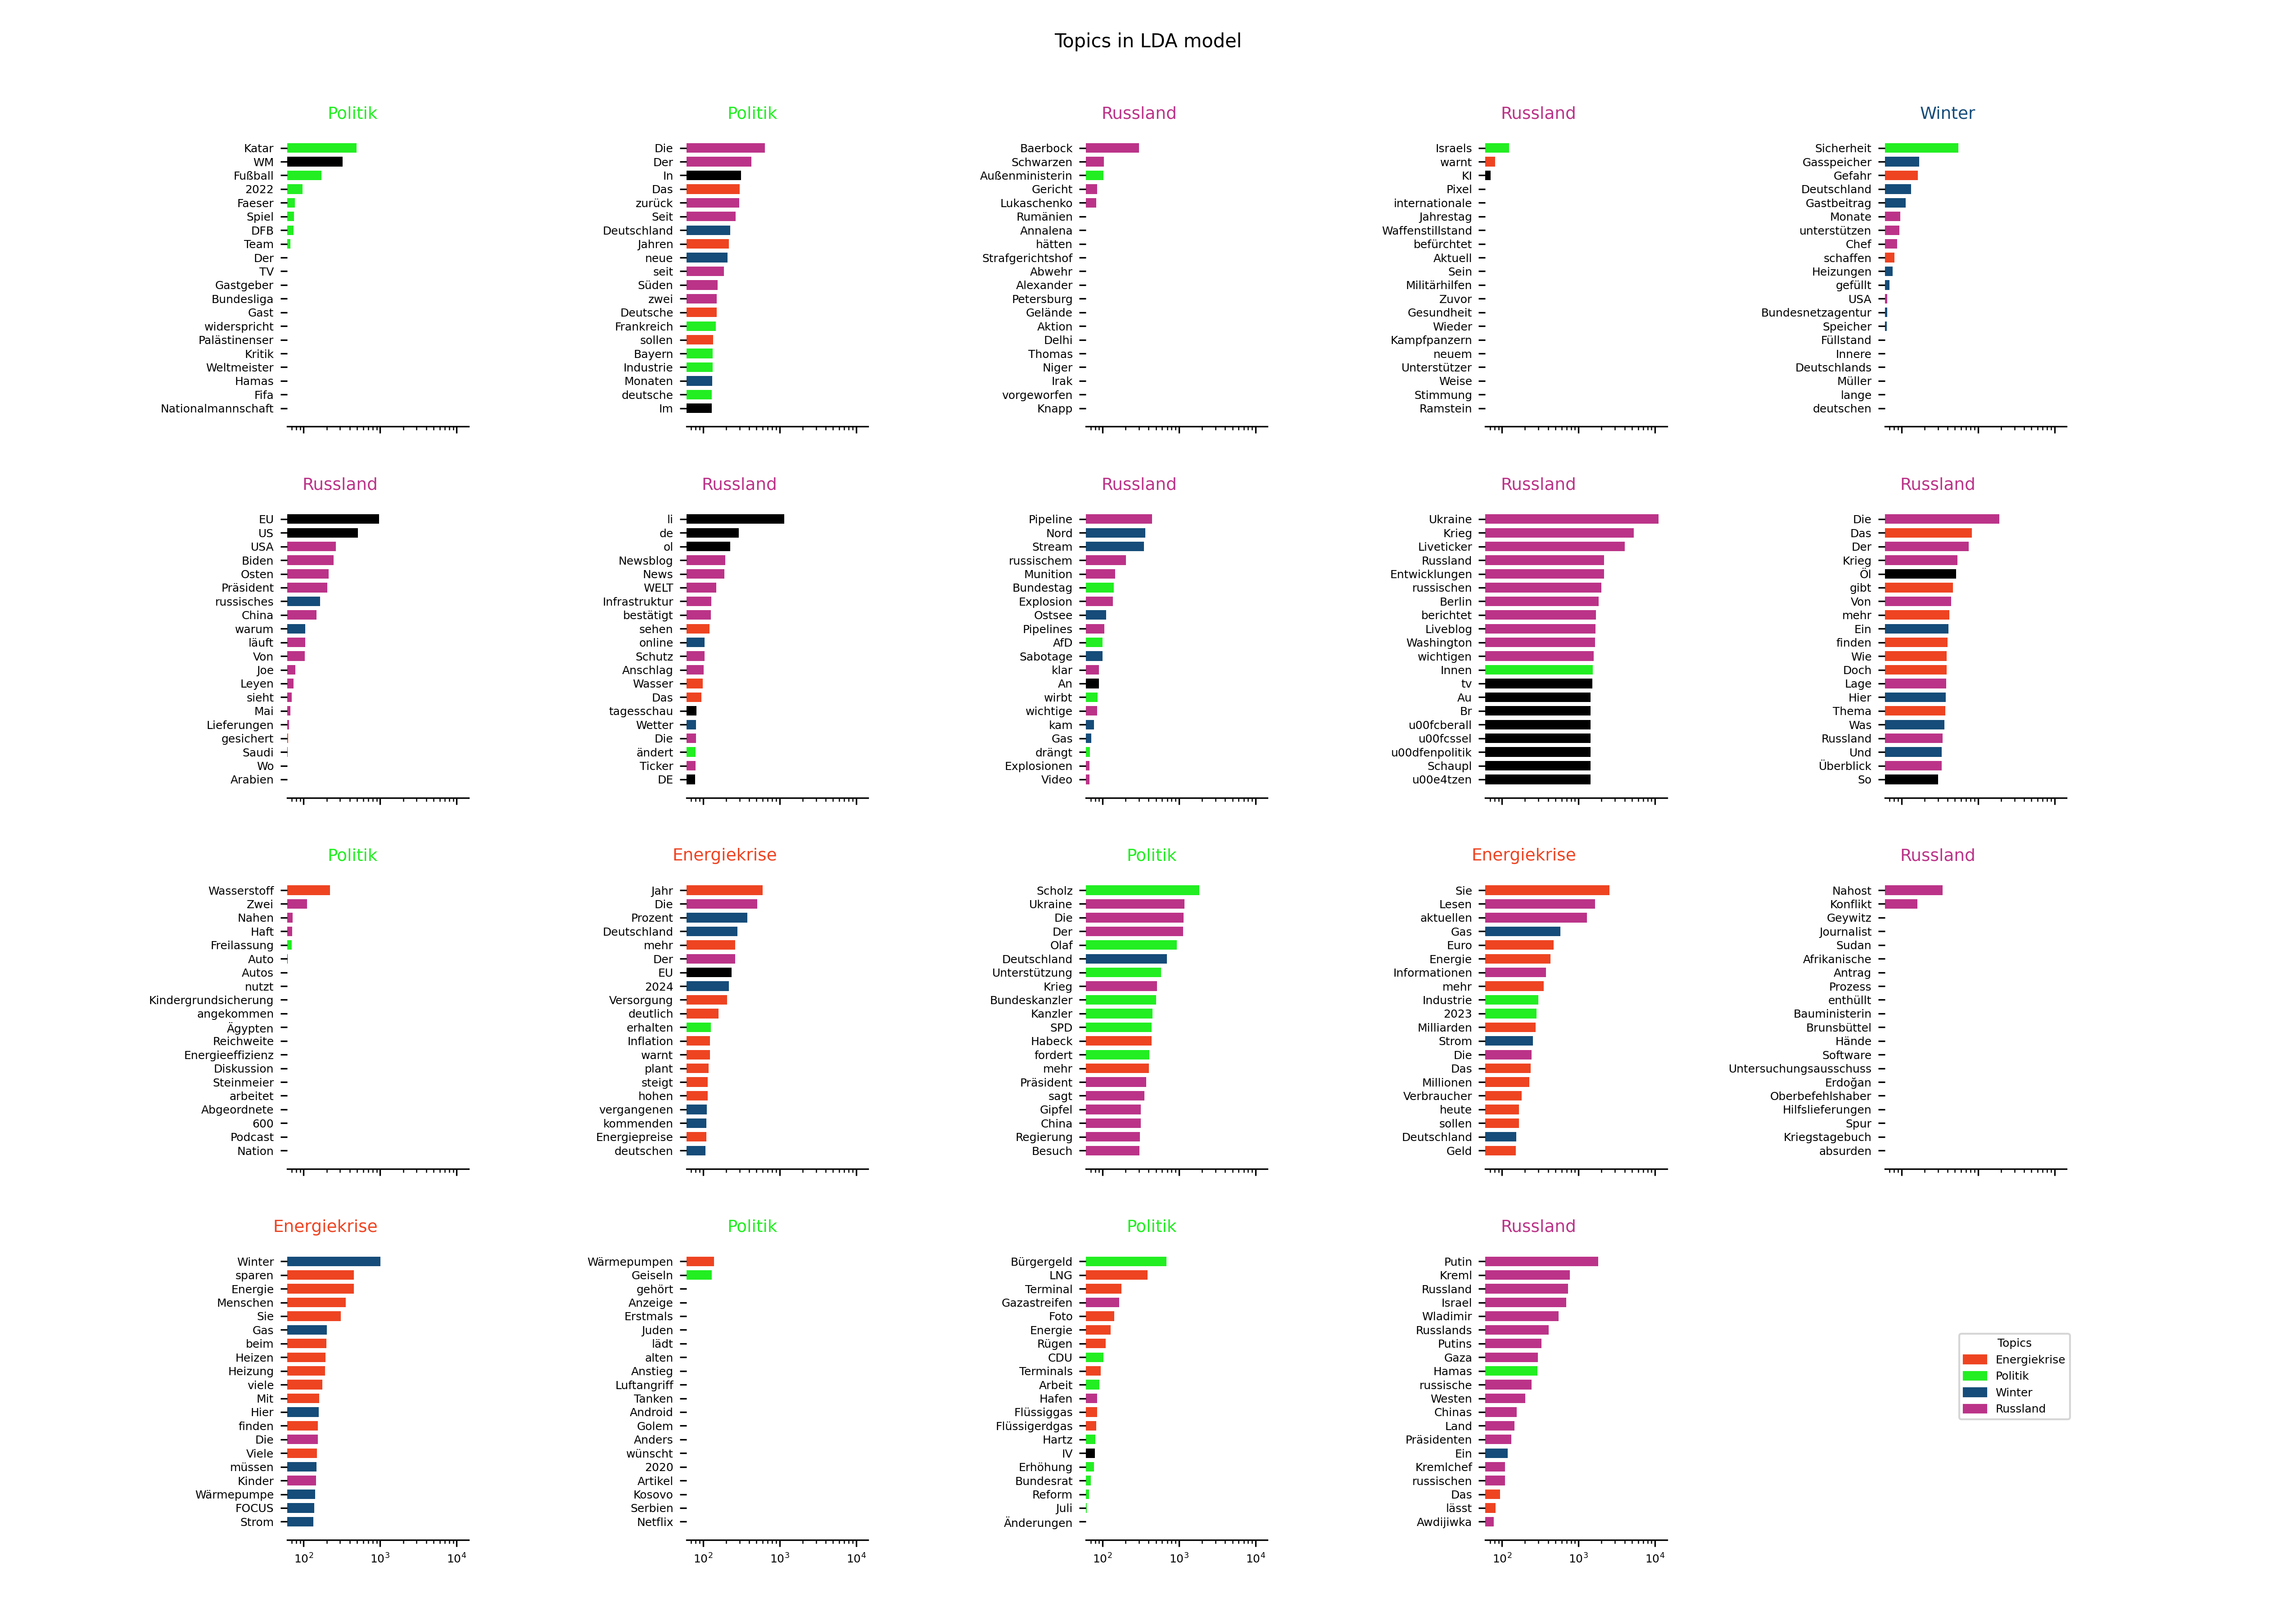 Topics in LDA model
Politik
Katar
WM
Fußball
2022
Faeser
Spiel
DFB
Team
Der
TV
Gastgeber
Bundesliga
Gast
widerspricht
Palästinenser
Kritik
Weltmeister
Hamas
Fifa
Nationalmannschaft
Politik
Die
Der
In
Das
zurück
Seit
Deutschland
Jahren
neue
seit
Süden
zwei
Deutsche
Frankreich
sollen
Bayern
Industrie
Monaten
deutsche
Im
Russland
Baerbock
Schwarzen
Außenministerin
Gericht
Lukaschenko
Rumänien
Annalena
hätten
Strafgerichtshof
Abwehr
Alexander
Petersburg
Gelände
Aktion
Delhi
Thomas
Niger
Irak
vorgeworfen
Knapp
Russland
Israels
warnt
KI
Pixel
internationale
Jahrestag
Waffenstillstand
befürchtet
Aktuell
Sein
Militärhilfen
Zuvor
Gesundheit
Wieder
Kampfpanzern
neuem
Unterstützer
Weise
Stimmung
Ramstein
Winter
Sicherheit
Gasspeicher
Gefahr
Deutschland
Gastbeitrag
Monate
unterstützen
Chef
schaffen
Heizungen
gefüllt
USA
Bundesnetzagentur
Speicher
Füllstand
Innere
Deutschlands
Müller
lange
deutschen
Russland
EU
US
USA
Biden
Osten
Präsident
russisches
China
warum
läuft
Von
Joe
Leyen
sieht
Mai
Lieferungen
gesichert
Saudi
Wo
Arabien
Russland
li
de
ol
Newsblog
News
WELT
Infrastruktur
bestätigt
sehen
online
Schutz
Anschlag
Wasser
Das
tagesschau
Wetter
Die
ändert
Ticker
DE
Russland
Pipeline
Nord
Stream
russischem
Munition
Bundestag
Explosion
Ostsee
Pipelines
AfD
Sabotage
klar
An
wirbt
wichtige
kam
Gas
drängt
Explosionen
Video
Russland
Ukraine
Krieg
Liveticker
Russland
Entwicklungen
russischen
Berlin
berichtet
Liveblog
Washington
wichtigen
Innen
tv
Au
Br
u00fcberall
u00fcssel
u00dfenpolitik
Schaupl
u00e4tzen
Russland
Die
Das
Der
Krieg
Öl
gibt
Von
mehr
Ein
finden
Wie
Doch
Lage
Hier
Thema
Was
Russland
Und
Überblick
So
Politik
Wasserstoff
Zwei
Nahen
Haft
Freilassung
Auto
Autos
nutzt
Kindergrundsicherung
angekommen
Ägypten
Reichweite
Energieeffizienz
Diskussion
Steinmeier
arbeitet
Abgeordnete
600
Podcast
Nation
Energiekrise
Jahr
Die
Prozent
Deutschland
mehr
Der
EU
2024
Versorgung
deutlich
erhalten
Inflation
warnt
plant
steigt
hohen
vergangenen
kommenden
Energiepreise
deutschen
Politik
Scholz
Ukraine
Die
Der
Olaf
Deutschland
Unterstützung
Krieg
Bundeskanzler
Kanzler
SPD
Habeck
fordert
mehr
Präsident
sagt
Gipfel
China
Regierung
Besuch
Energiekrise
Sie
Lesen
aktuellen
Gas
Euro
Energie
Informationen
mehr
Industrie
2023
Milliarden
Strom
Die
Das
Millionen
Verbraucher
heute
sollen
Deutschland
Geld
Russland
Nahost
Konflikt
Geywitz
Journalist
Sudan
Afrikanische
Antrag
Prozess
enthüllt
Bauministerin
Brunsbüttel
Hände
Software
Untersuchungsausschuss
Erdoğan
Oberbefehlshaber
Hilfslieferungen
Spur
Kriegstagebuch
absurden
Energiekrise
Winter
sparen
Energie
Menschen
Sie
Gas
beim
Heizen
Heizung
viele
Mit
Hier
finden
Die
Viele
müssen
Kinder
Wärmepumpe
FOCUS
Strom
10² 10³ 10⁴
Politik
Wärmepumpen
Geiseln
gehört
Anzeige
Erstmals
Juden
lädt
alten
Anstieg
Luftangriff
Tanken
Android
Golem
Anders
wünscht
2020
Artikel
Kosovo
Serbien
Netflix
10² 10³ 10⁴
Politik
Bürgergeld
LNG
Terminal
Gazastreifen
Foto
Energie
Rügen
CDU
Terminals
Arbeit
Hafen
Flüssiggas
Flüssigerdgas
Hartz
IV
Erhöhung
Bundesrat
Reform
Juli
Änderungen
10² 10³ 10⁴
Russland
Putin
Kreml
Russland
Israel
Wladimir
Russlands
Putins
Gaza
Hamas
russische
Westen
Chinas
Land
Präsidenten
Ein
Kremlchef
russischen
Das
lässt
Awdijiwka
10² 10³ 10⁴
Topics
Energiekrise
Politik
Winter
Russland